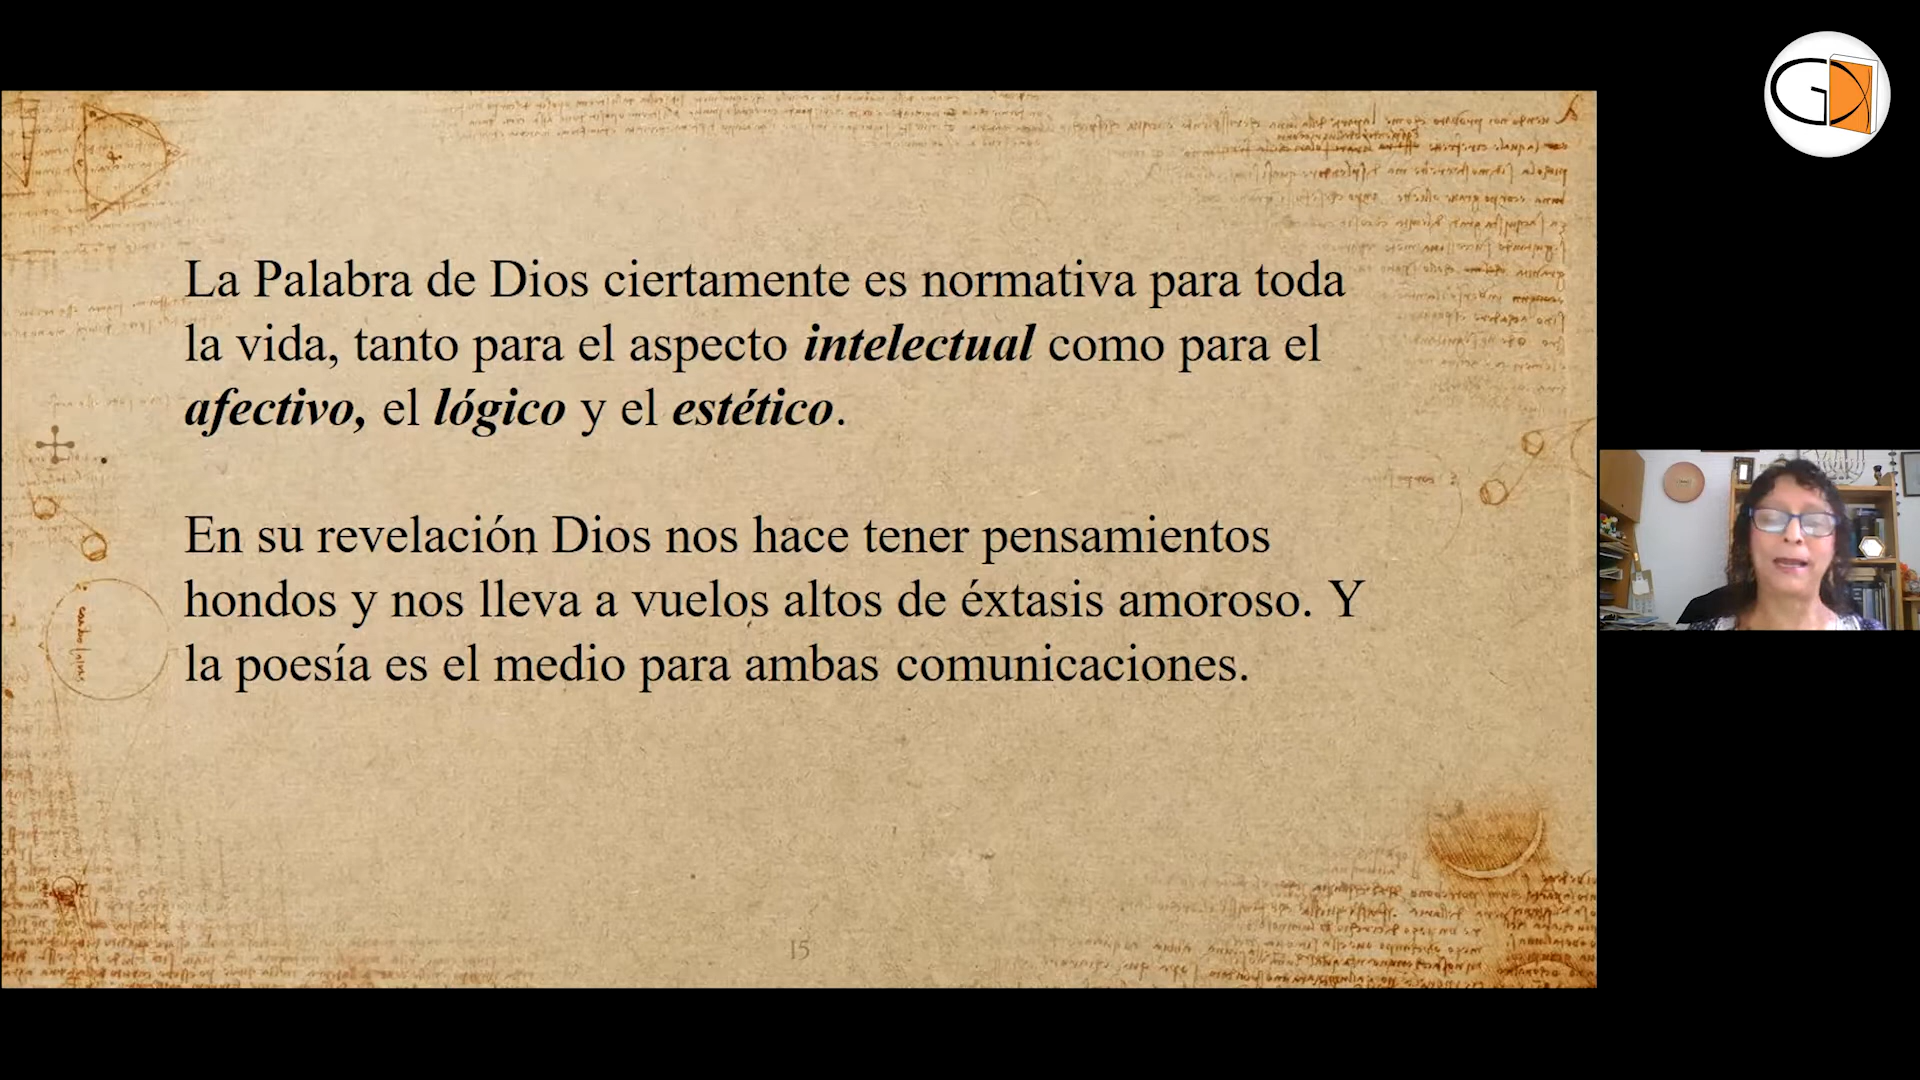 La Palabra de Dios ciertamente es normativa para toda
la vida, tanto para el aspecto intelectual como para el
afectivo, el lógico y el estético.
En su revelación Dios nos hace tener pensamientos
hondos y nos lleva a vuelos altos de éxtasis amoroso. Y
la poesía es el medio para ambas comunicaciones.
15